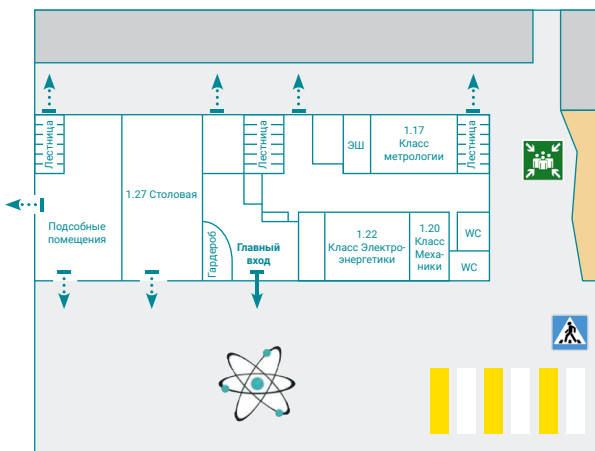 Лестница
Лестница
ЭШ
1.17
Класс
метрологии
Лестница
1.27 Столовая
Подсобные
помещения
Гардероб
Главный
вход
1.22
Класс Электро-
энергетики
1.20
Класс
Меха-
ники
WC
WC